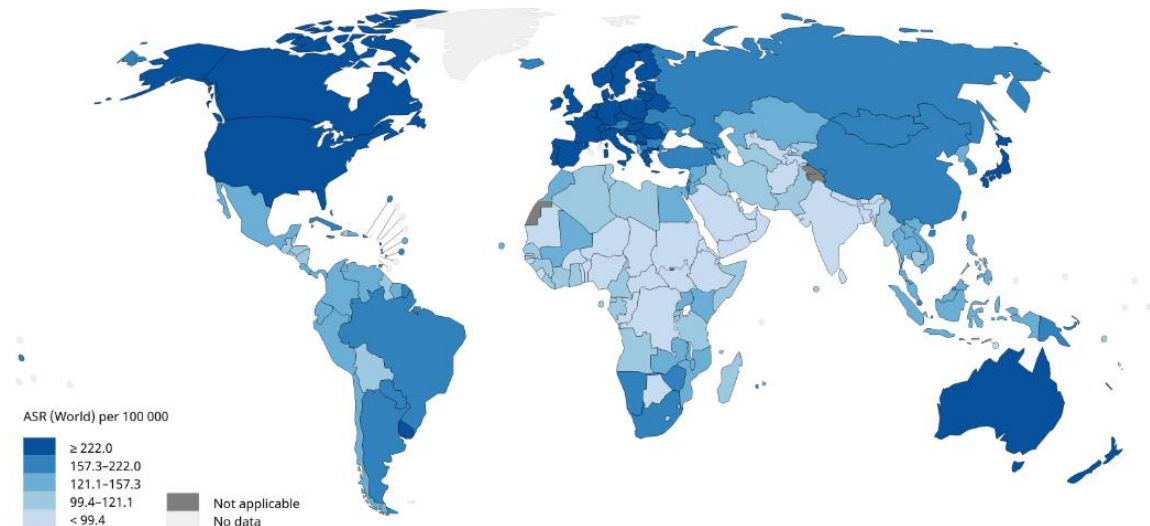 ASR (World) per 100 000
≥ 222.0
157.3–222.0
121.1–157.3
99.4–121.1
< 99.4
Not applicable
No data